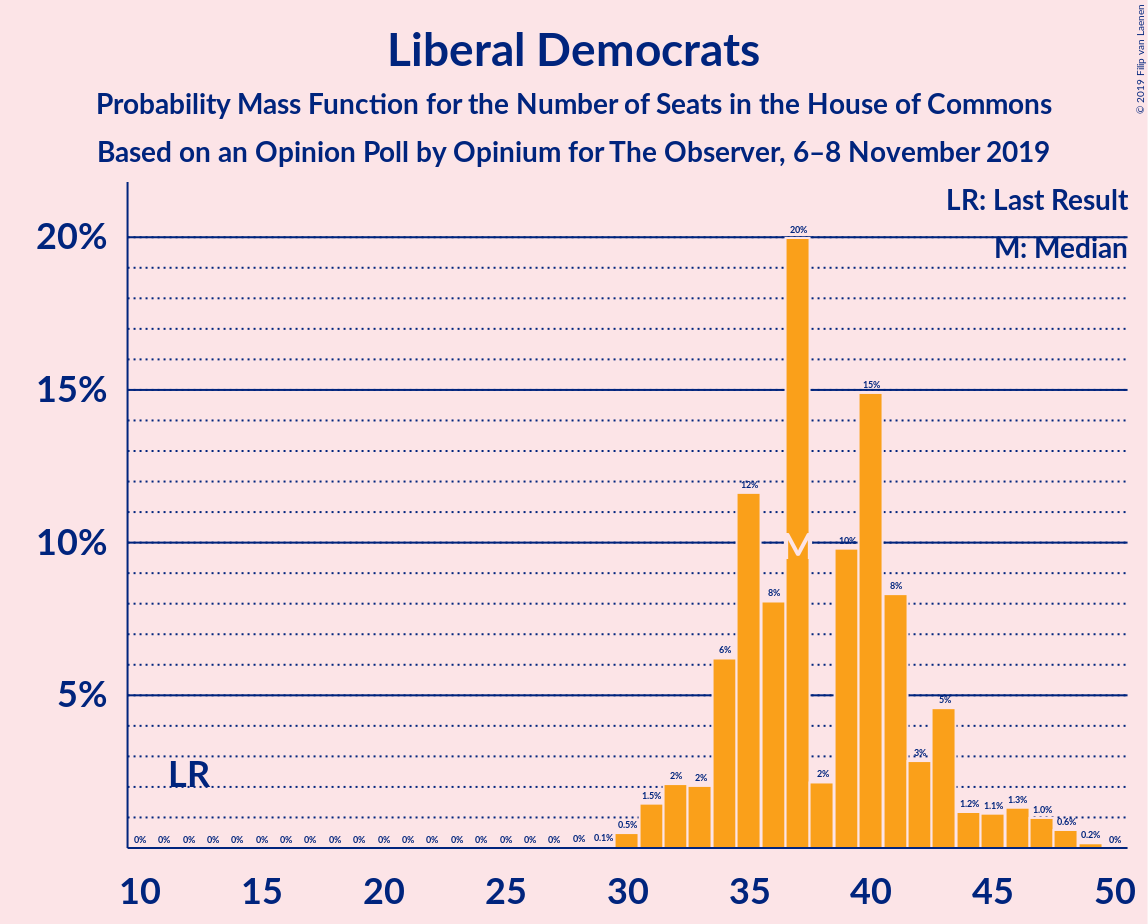 Liberal Democrats
Probability Mass Function for the Number of Seats in the House of Commons
Based on an Opinion Poll by Opinium for The Observer, 6–8 November 2019
© 2019 Filip van Laenen
LR: Last Result
M: Median
20%
15%
10%
5%
20%
15%
12%
10%
M
8%
8%
6%
5%
3%
LR
2%
2%
2%
1.5%
1.2%
1.1%
1.3%
1.0%
0.5%
0.6%
0% 0% 0% 0% 0% 0% 0% 0% 0% 0% 0% 0% 0% 0% 0% 0% 0% 0% 0% 0.1% 0.2% 0%
10 15 20 25 30 35 40 45 50